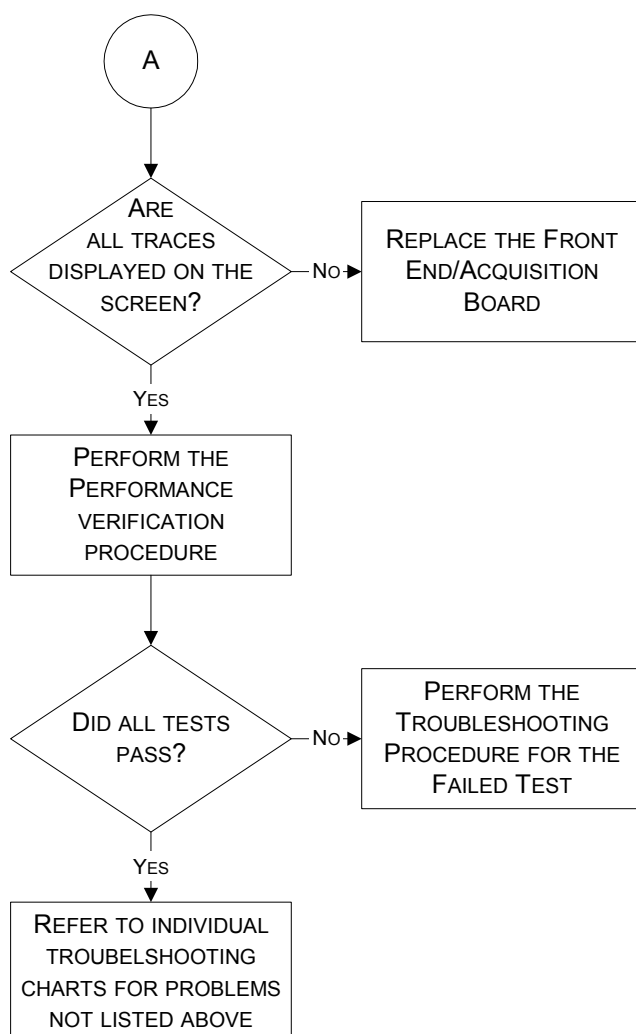 A
ARE
ALL TRACES
DISPLAYED ON THE
SCREEN?
NO
REPLACE THE FRONT
END/ACQUISITION
BOARD
YES
PERFORM THE
PERFORMANCE
VERIFICATION
PROCEDURE
DID ALL TESTS
PASS?
NO
PERFORM THE
TROUBLESHOOTING
PROCEDURE FOR THE
FAILED TEST
YES
REFER TO INDIVIDUAL
TROUBELSHOOTING
CHARTS FOR PROBLEMS
NOT LISTED ABOVE